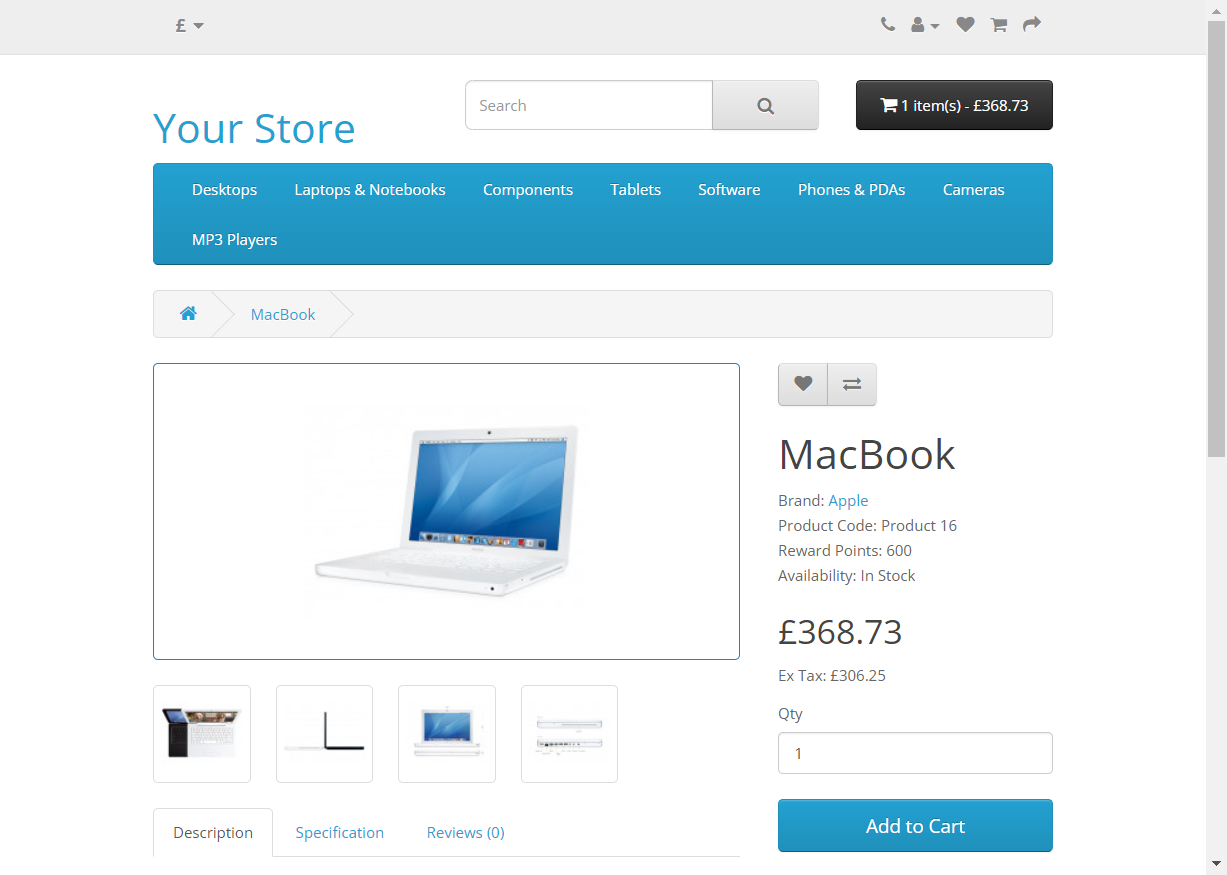 £
Search
1 item(s) - £368.73
Your Store
Desktops
Laptops & Notebooks
Components
Tablets
Software
Phones & PDAs
Cameras
MP3 Players
MacBook
MacBook
Brand: Apple
Product Code: Product 16
Reward Points: 600
Availability: In Stock
£368.73
Ex Tax: £306.25
Qty
1
Add to Cart
Description
Specification
Reviews (0)